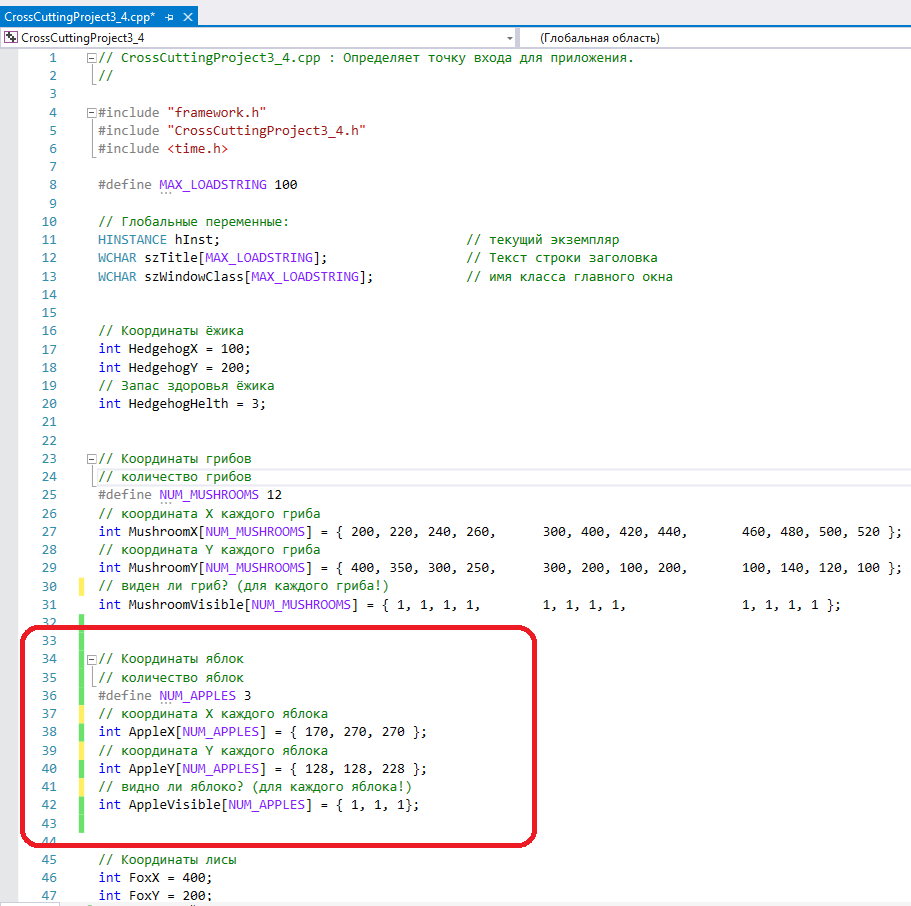 CrossCuttingProject3_4.cpp*
CrossCuttingProject3_4 (Глобальная область)
1 // CrossCuttingProject3_4.cpp : Определяет точку входа для приложения.
2 //
3
4 #include "framework.h"
5 #include "CrossCuttingProject3_4.h"
6 #include <time.h>
7
8 #define MAX_LOADSTRING 100
9
10 // Глобальные переменные:
11 HINSTANCE hInst; // текущий экземпляр
12 WCHAR szTitle[MAX_LOADSTRING]; // Текст строки заголовка
13 WCHAR szWindowClass[MAX_LOADSTRING]; // имя класса главного окна
14
15
16 // Координаты ёжика
17 int HedgehogX = 100;
18 int HedgehogY = 200;
19 // Запас здоровья ёжика
20 int HedgehogHelth = 3;
21
22
23 // Координаты грибов
24 // количество грибов
25 #define NUM_MUSHROOMS 12
26 // координата X каждого гриба
27 int MushroomX[NUM_MUSHROOMS] = { 200, 220, 240, 260, 300, 400, 420, 440, 460, 480, 500, 520 };
28 // координата Y каждого гриба
29 int MushroomY[NUM_MUSHROOMS] = { 400, 350, 300, 250, 300, 200, 100, 200, 100, 140, 120, 100 };
30 // виден ли гриб? (для каждого гриба!)
31 int MushroomVisible[NUM_MUSHROOMS] = { 1, 1, 1, 1, 1, 1, 1, 1, 1, 1, 1, 1 };
32
33
34 // Координаты яблок
35 // количество яблок
36 #define NUM_APPLES 3
37 // координата X каждого яблока
38 int AppleX[NUM_APPLES] = { 170, 270, 270 };
39 // координата Y каждого яблока
40 int AppleY[NUM_APPLES] = { 128, 128, 228 };
41 // видно ли яблоко? (для каждого яблока!)
42 int AppleVisible[NUM_APPLES] = { 1, 1, 1};
43
44
45 // Координаты лисы
46 int FoxX = 400;
47 int FoxY = 200;